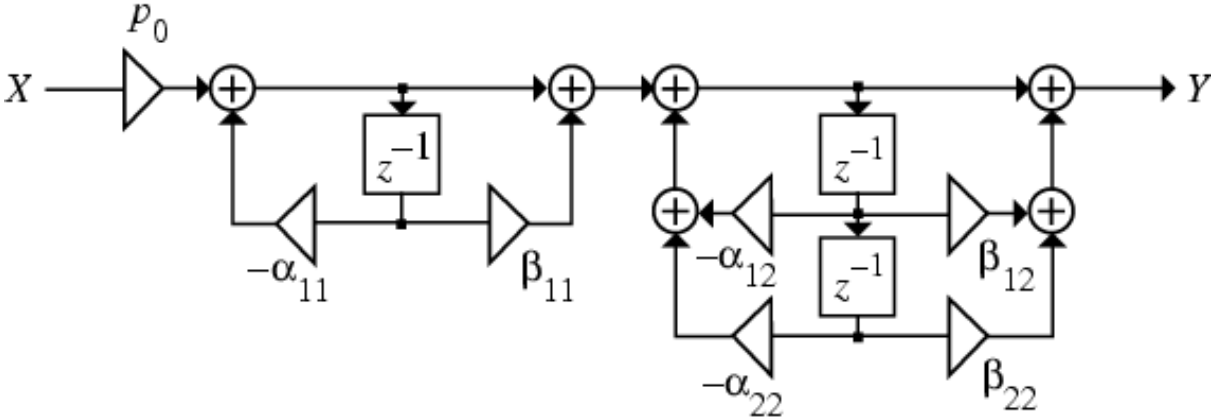 p₀
X + + + + Y
z⁻¹ z⁻¹
-α₁₁ β₁₁ + -α₁₂ β₁₂ +
z⁻¹
-α₂₂ β₂₂